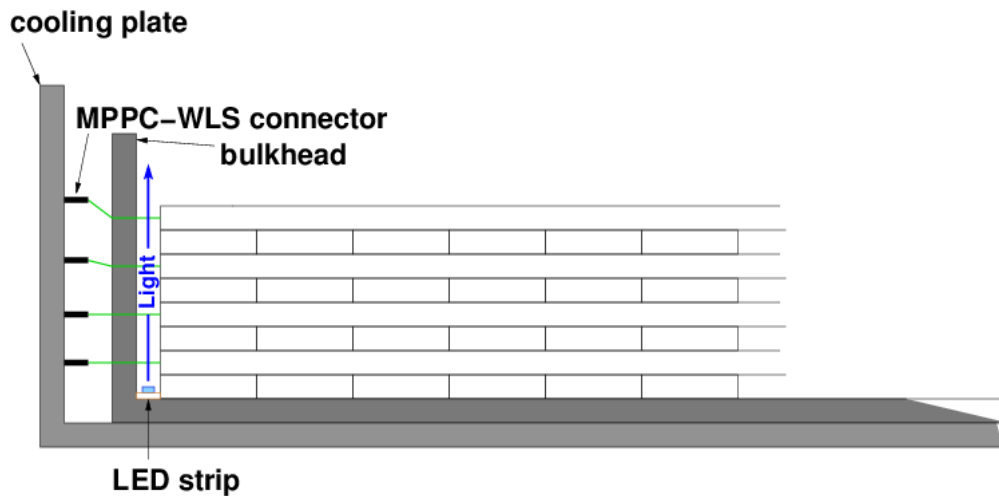 cooling plate
MPPC−WLS connector
bulkhead
Light
LED strip